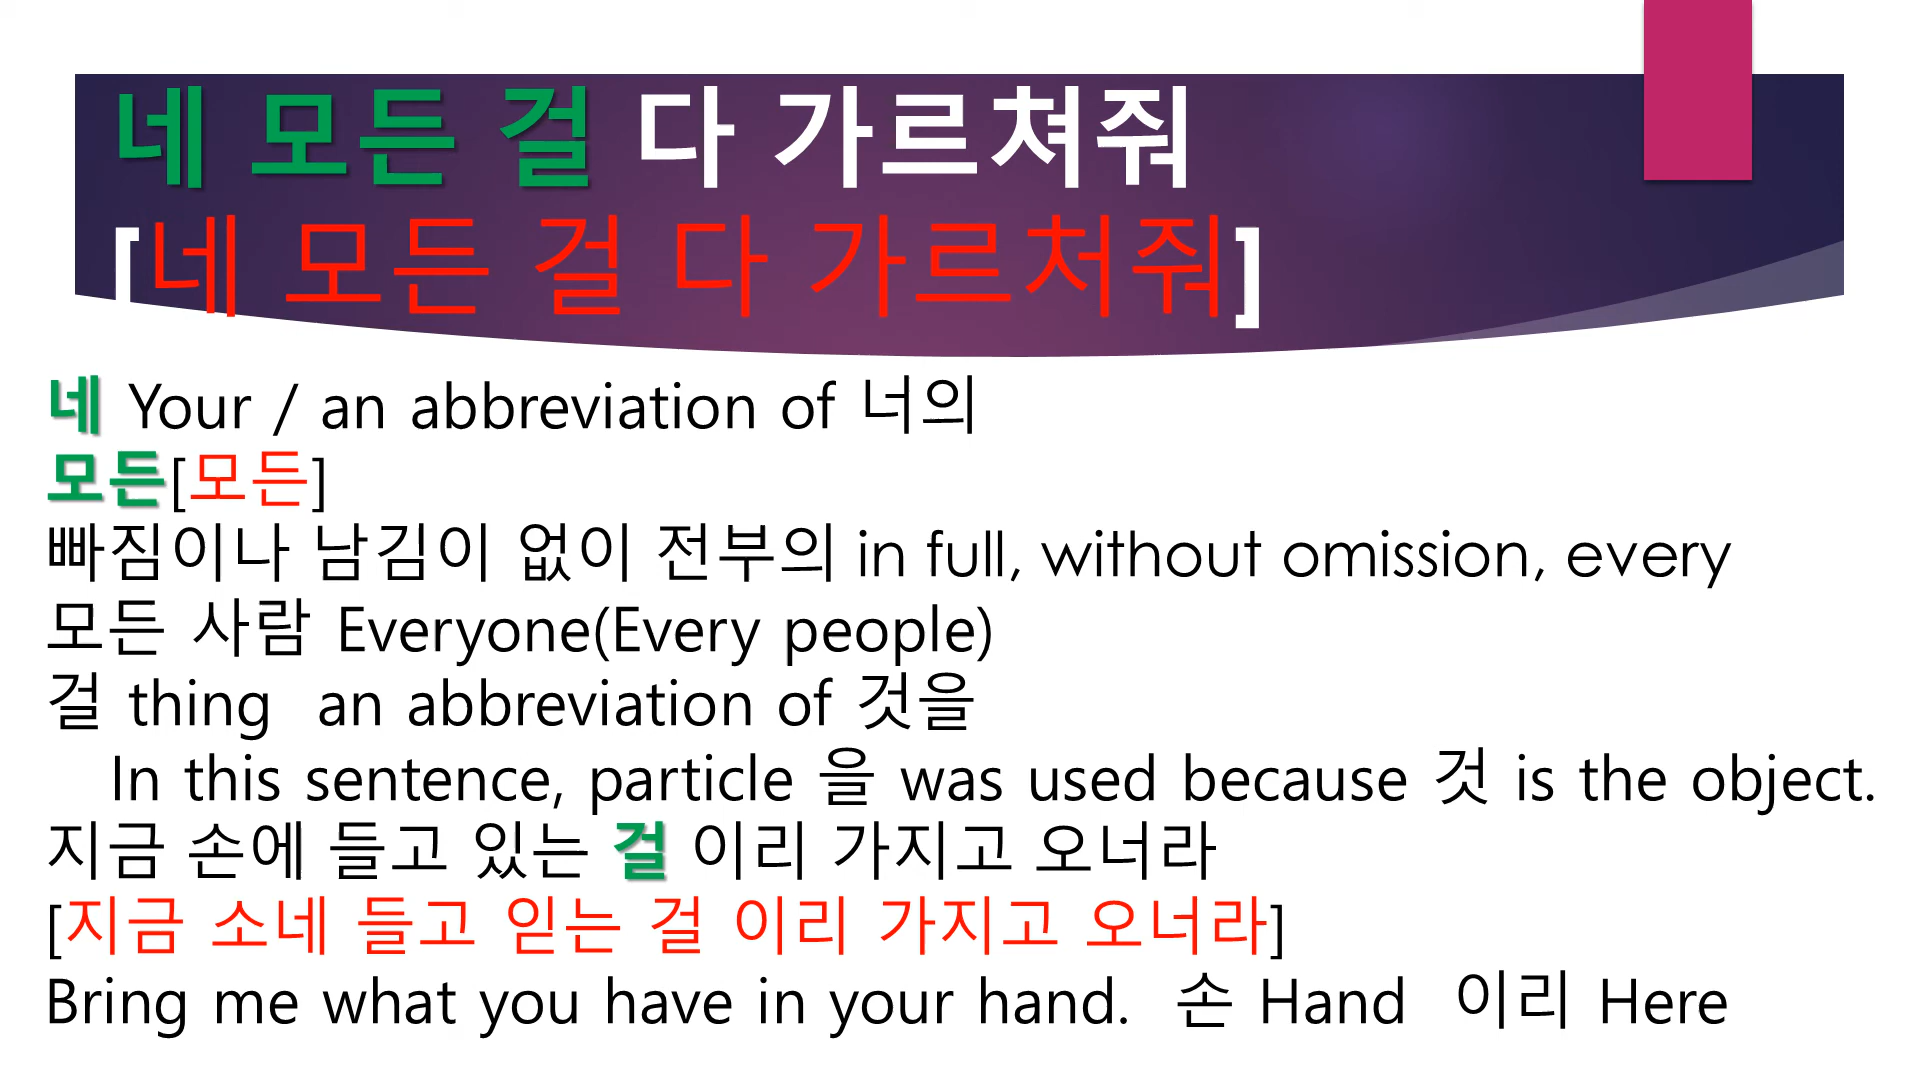 네 모든 걸 다 가르쳐줘
[네 모든 걸 다 가르처줘]
네 Your / an abbreviation of 너의
모든[모든]
빠짐이나 남김이 없이 전부의 in full, without omission, every
모든 사람 Everyone(Every people)
걸 thing an abbreviation of 것을
In this sentence, particle 을 was used because 것 is the object.
지금 손에 들고 있는 걸 이리 가지고 오너라
[지금 소네 들고 읻는 걸 이리 가지고 오너라]
Bring me what you have in your hand. 손 Hand 이리 Here